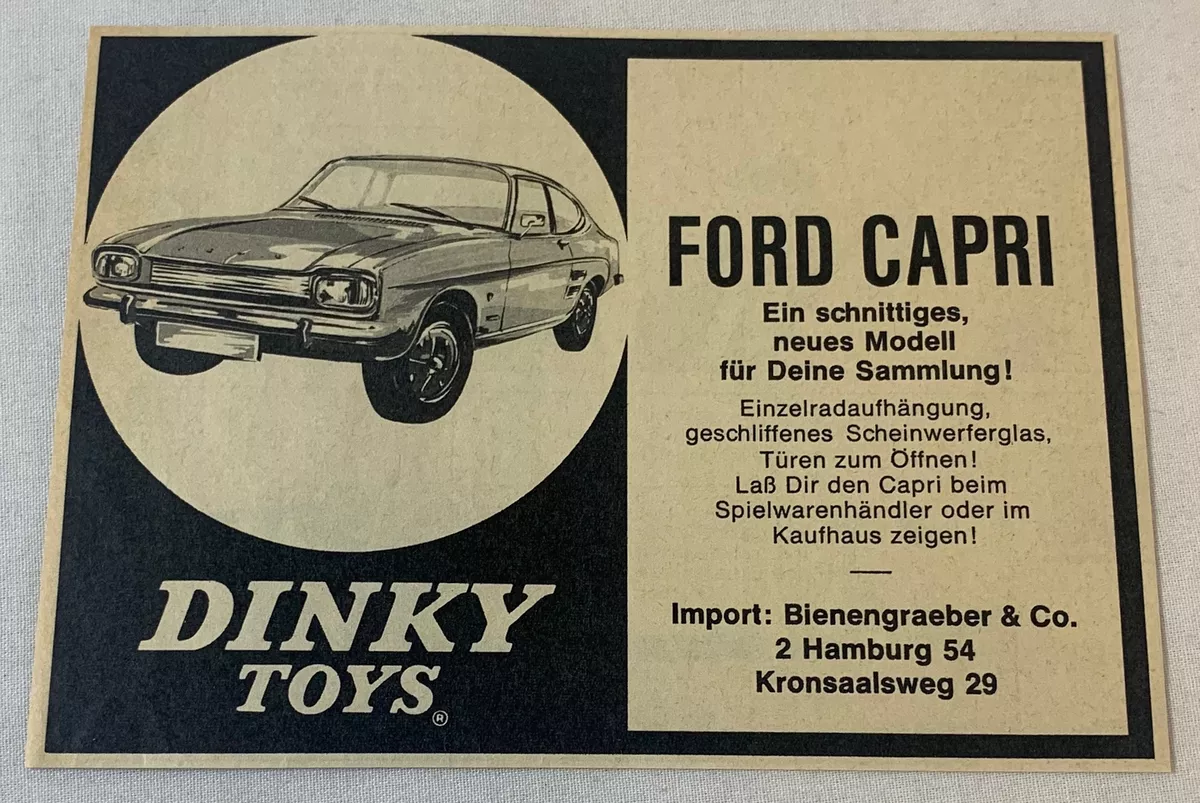 DINKY
TOYS®
FORD CAPRI
Ein schnittiges,
neues Modell
für Deine Sammlung!
Einzelradaufhängung,
geschliffenes Scheinwerferglas,
Türen zum Öffnen!
Laß Dir den Capri beim
Spielwarenhändler oder im
Kaufhaus zeigen!
Import: Bienengraeber & Co.
2 Hamburg 54
Kronsaalsweg 29